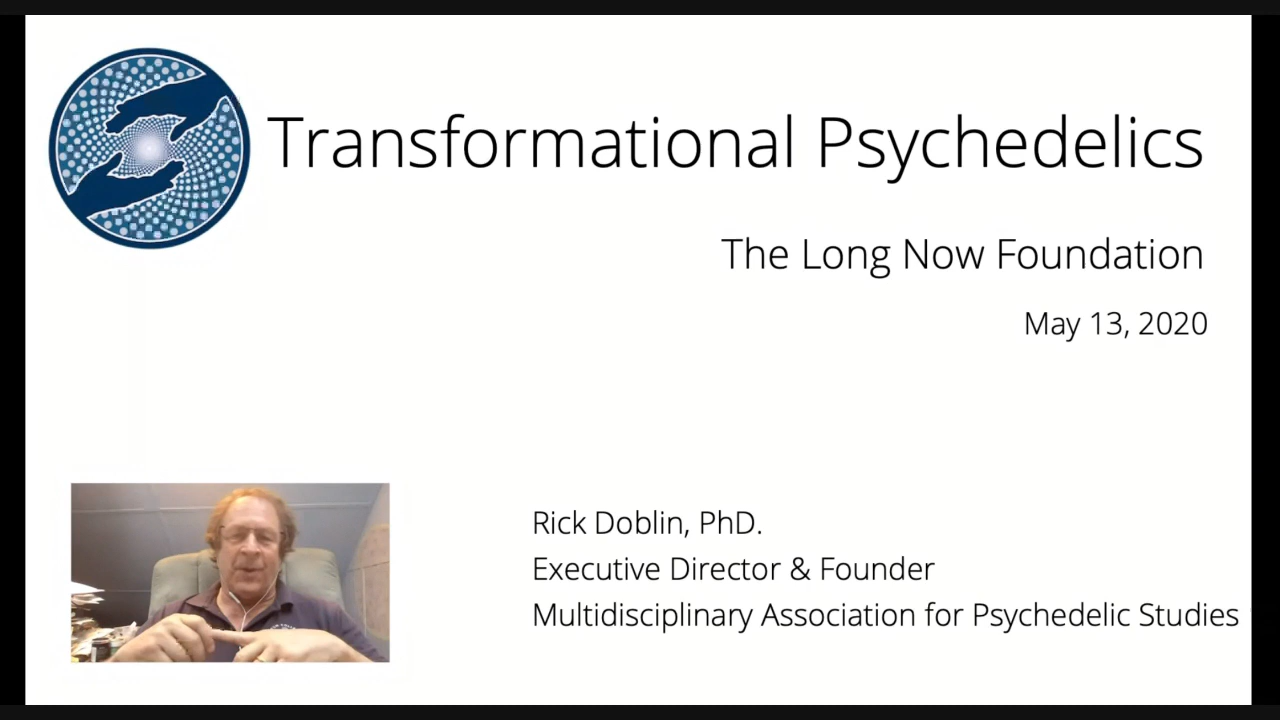 Transformational Psychedelics
The Long Now Foundation
May 13, 2020
Rick Doblin, PhD.
Executive Director & Founder
Multidisciplinary Association for Psychedelic Studies